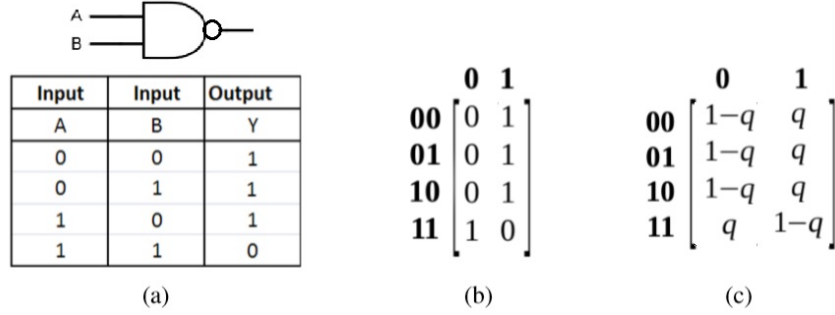 A
B
Input Input Output
A B Y
0 0 1
0 1 1
1 0 1
1 1 0
(a)
0 1
00 0 1
01 0 1
10 0 1
11 1 0
(b)
0 1
00 1−q q
01 1−q q
10 1−q q
11 q 1−q
(c)